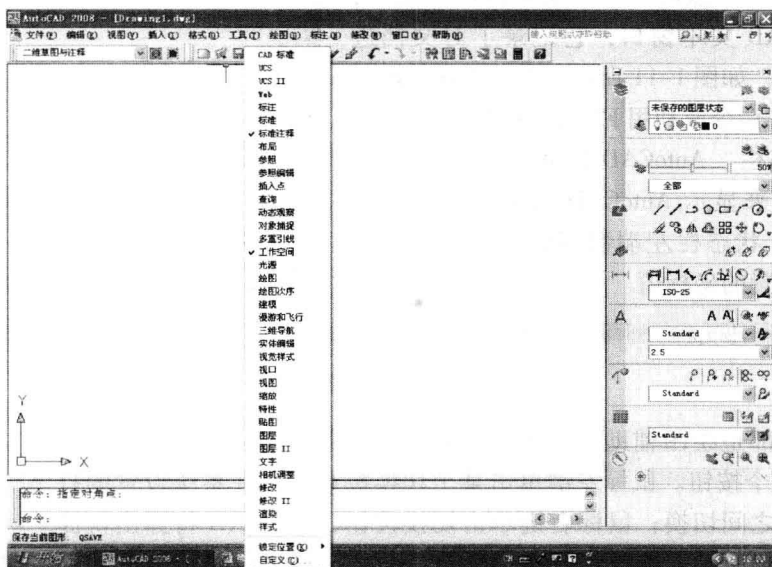 AutoCAD 2008 - [Drawing1.dwg]
文件(F) 编辑(E) 视图(V) 插入(I) 格式(O) 工具(T) 绘图(D) 标注(N) 修改(M) 窗口(W) 帮助(H)
二维草图与注释
CAD 标准
UCS
UCS II
Web
标注
标准
标准注释
布局
参照
参照编辑
插入点
查询
动态观察
对象捕捉
多重引线
工作空间
光源
绘图
绘图次序
建模
漫游和飞行
三维导航
实体编辑
视觉样式
视口
视图
缩放
特性
贴图
图层
图层 II
文字
相机调整
修改
修改 II
渲染
样式
锁定位置(K)
自定义(C)...
未保存的图层状态
0
50%
全部
ISO-25
Standard
2.5
Standard
Standard
Y
X
命令: 指定对角点:
命令:
保存当前图形: QSAVE
AutoCAD 2008 - [